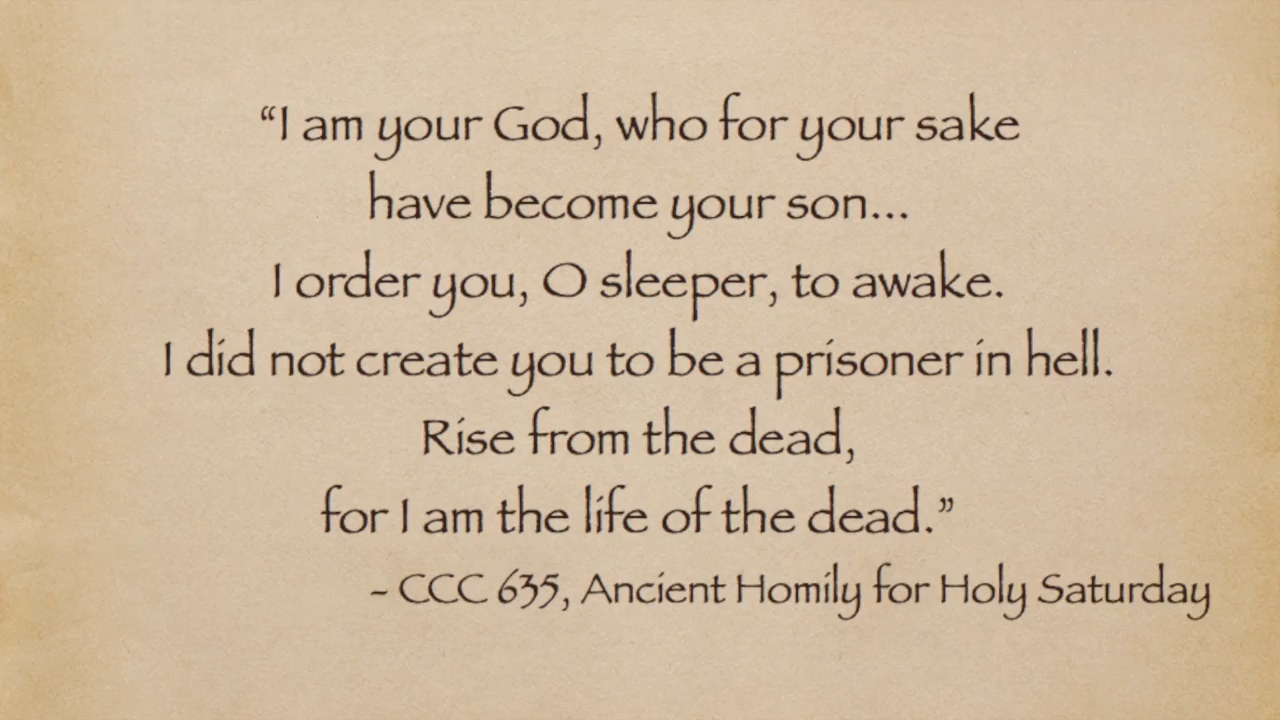 “I am your God, who for your sake
have become your son...
I order you, O sleeper, to awake.
I did not create you to be a prisoner in hell.
Rise from the dead,
for I am the life of the dead.”
- CCC 635, Ancient Homily for Holy Saturday